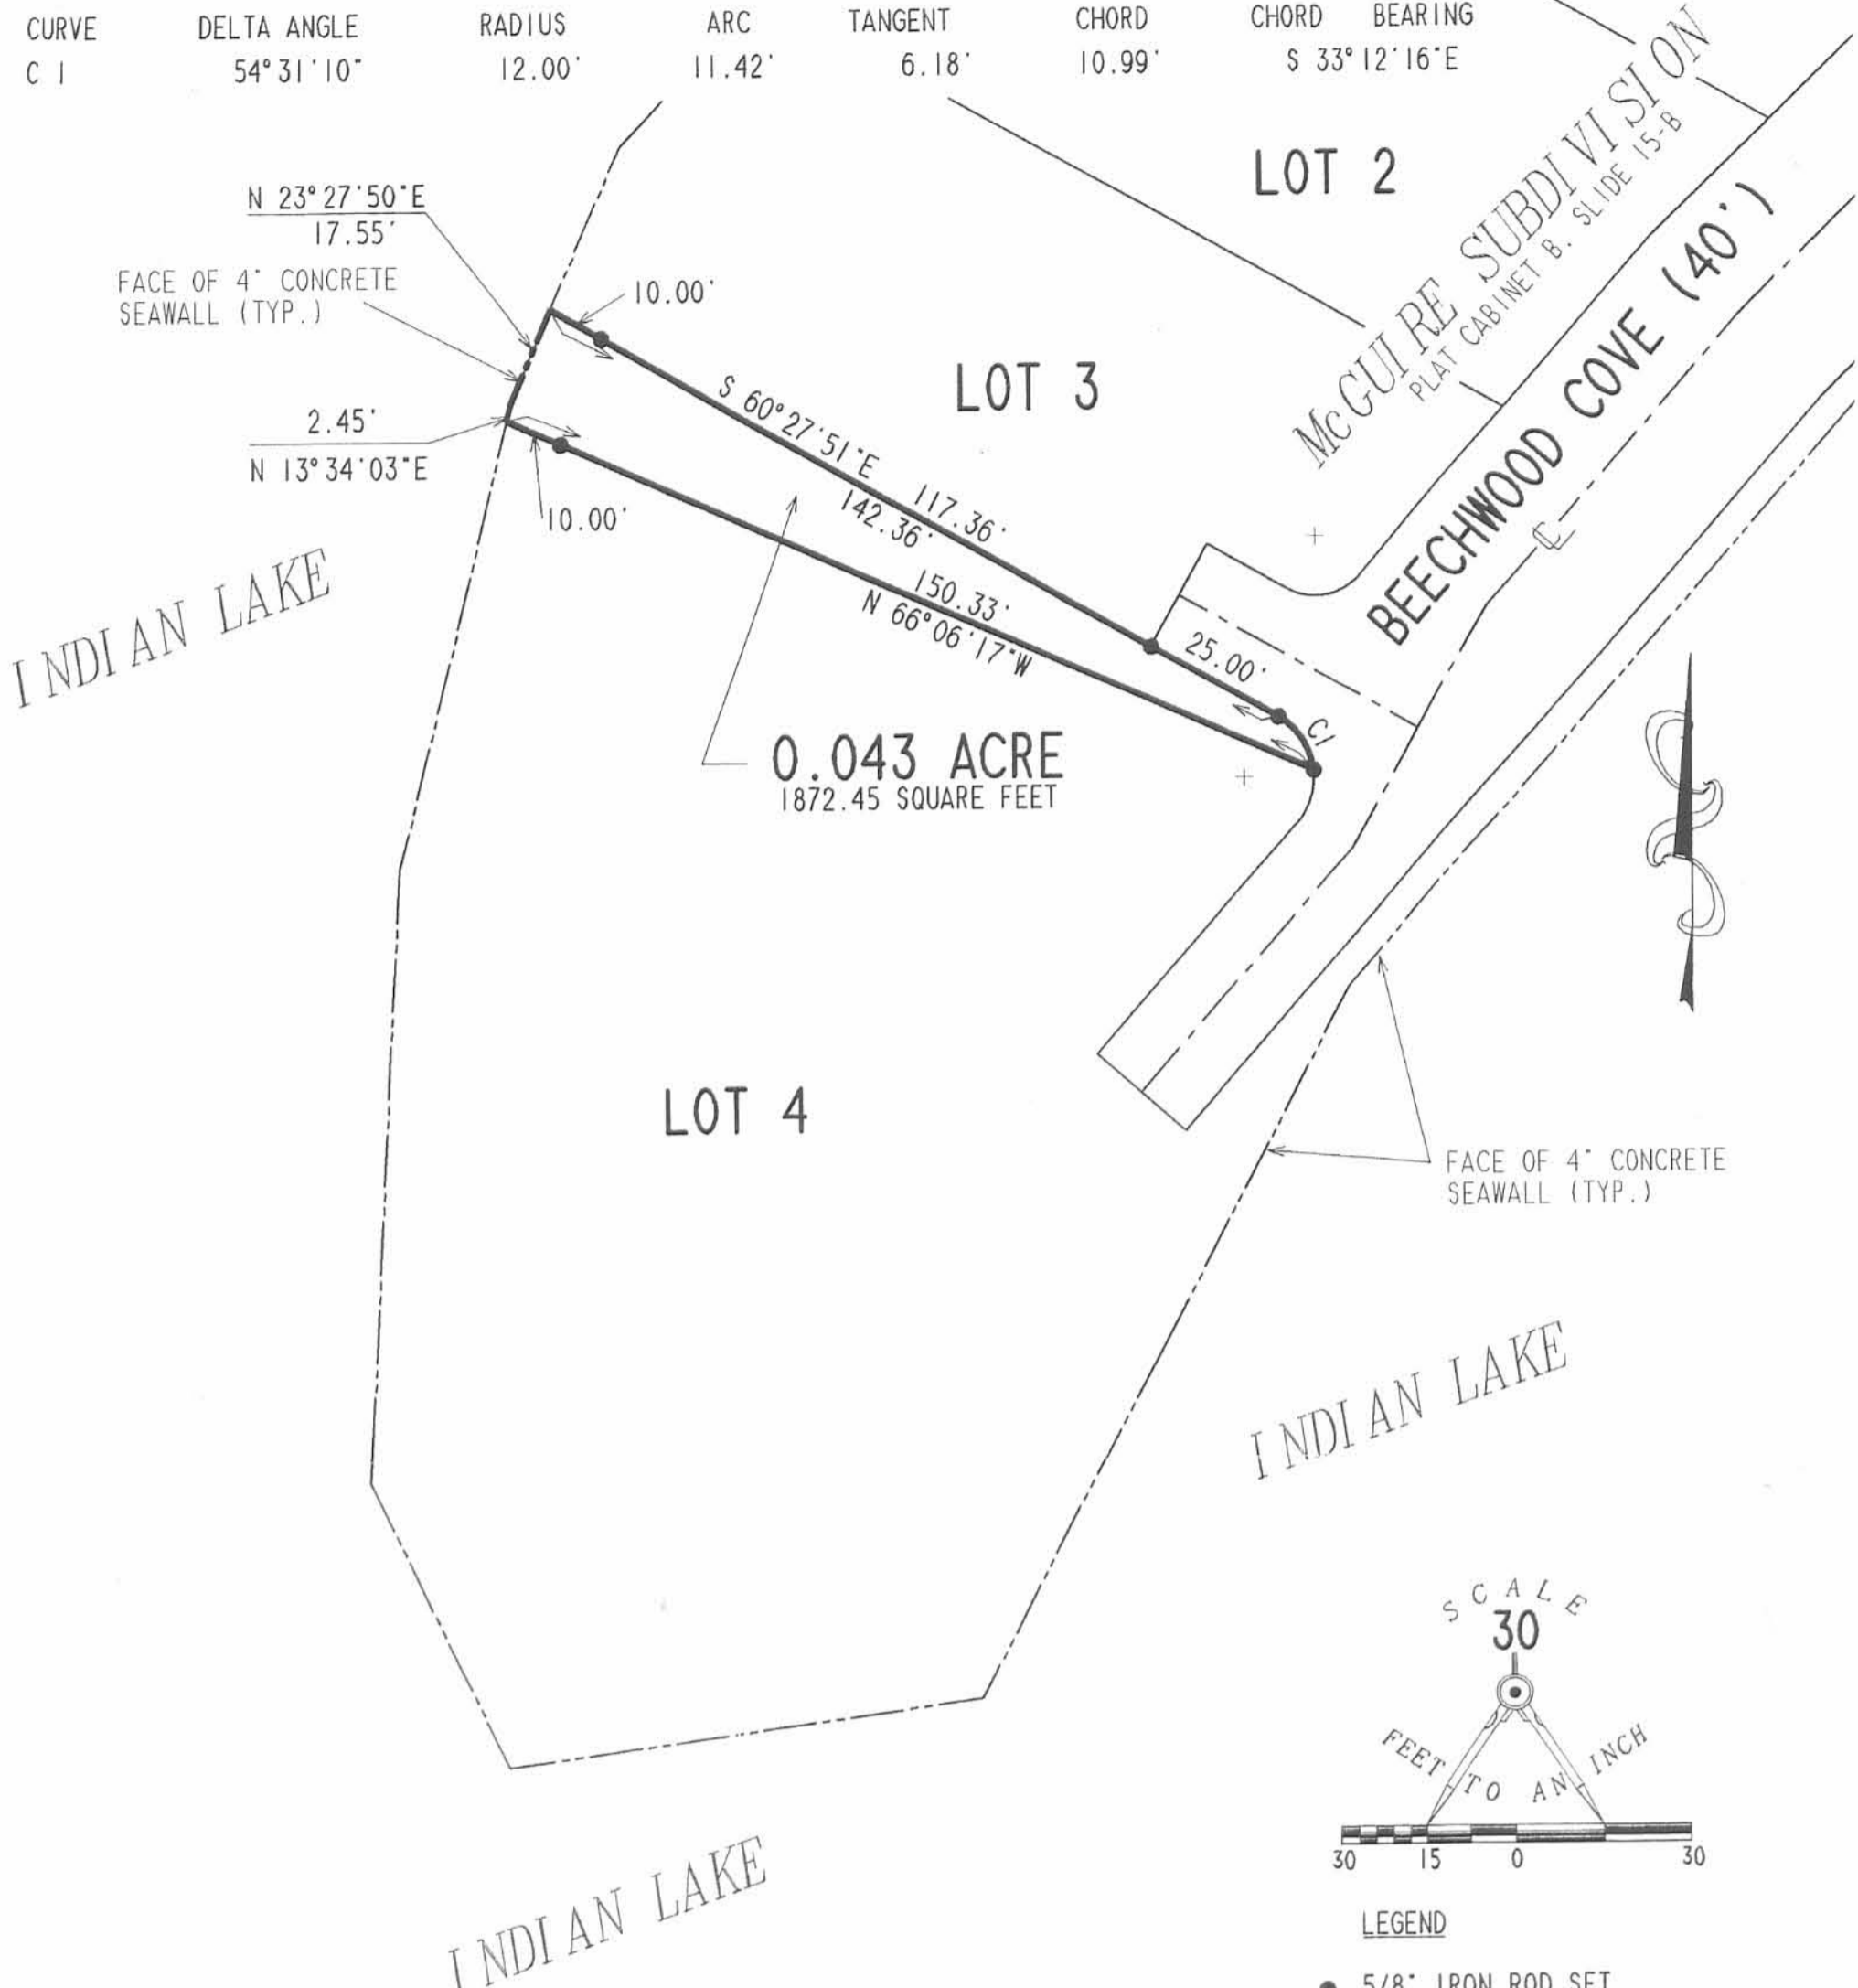 CURVE DELTA ANGLE RADIUS ARC TANGENT CHORD CHORD BEARING
C 1 54°31'10" 12.00' 11.42' 6.18' 10.99' S 33°12'16"E
LOT 2
McGUIRE SUBDIVISION
PLAT CABINET B, SLIDE 15-B
BEECHWOOD COVE (40')
N 23°27'50"E
17.55'
FACE OF 4" CONCRETE
SEAWALL (TYP.)
10.00'
LOT 3
2.45'
N 13°34'03"E
10.00'
S 60°27'51"E 117.36'
142.36'
150.33'
N 66°06'17"W
25.00'
C1
INDIAN LAKE
0.043 ACRE
1872.45 SQUARE FEET
LOT 4
FACE OF 4" CONCRETE
SEAWALL (TYP.)
INDIAN LAKE
SCALE
30
FEET TO AN INCH
30 15 0 30
INDIAN LAKE
LEGEND
5/8" IRON ROD SET